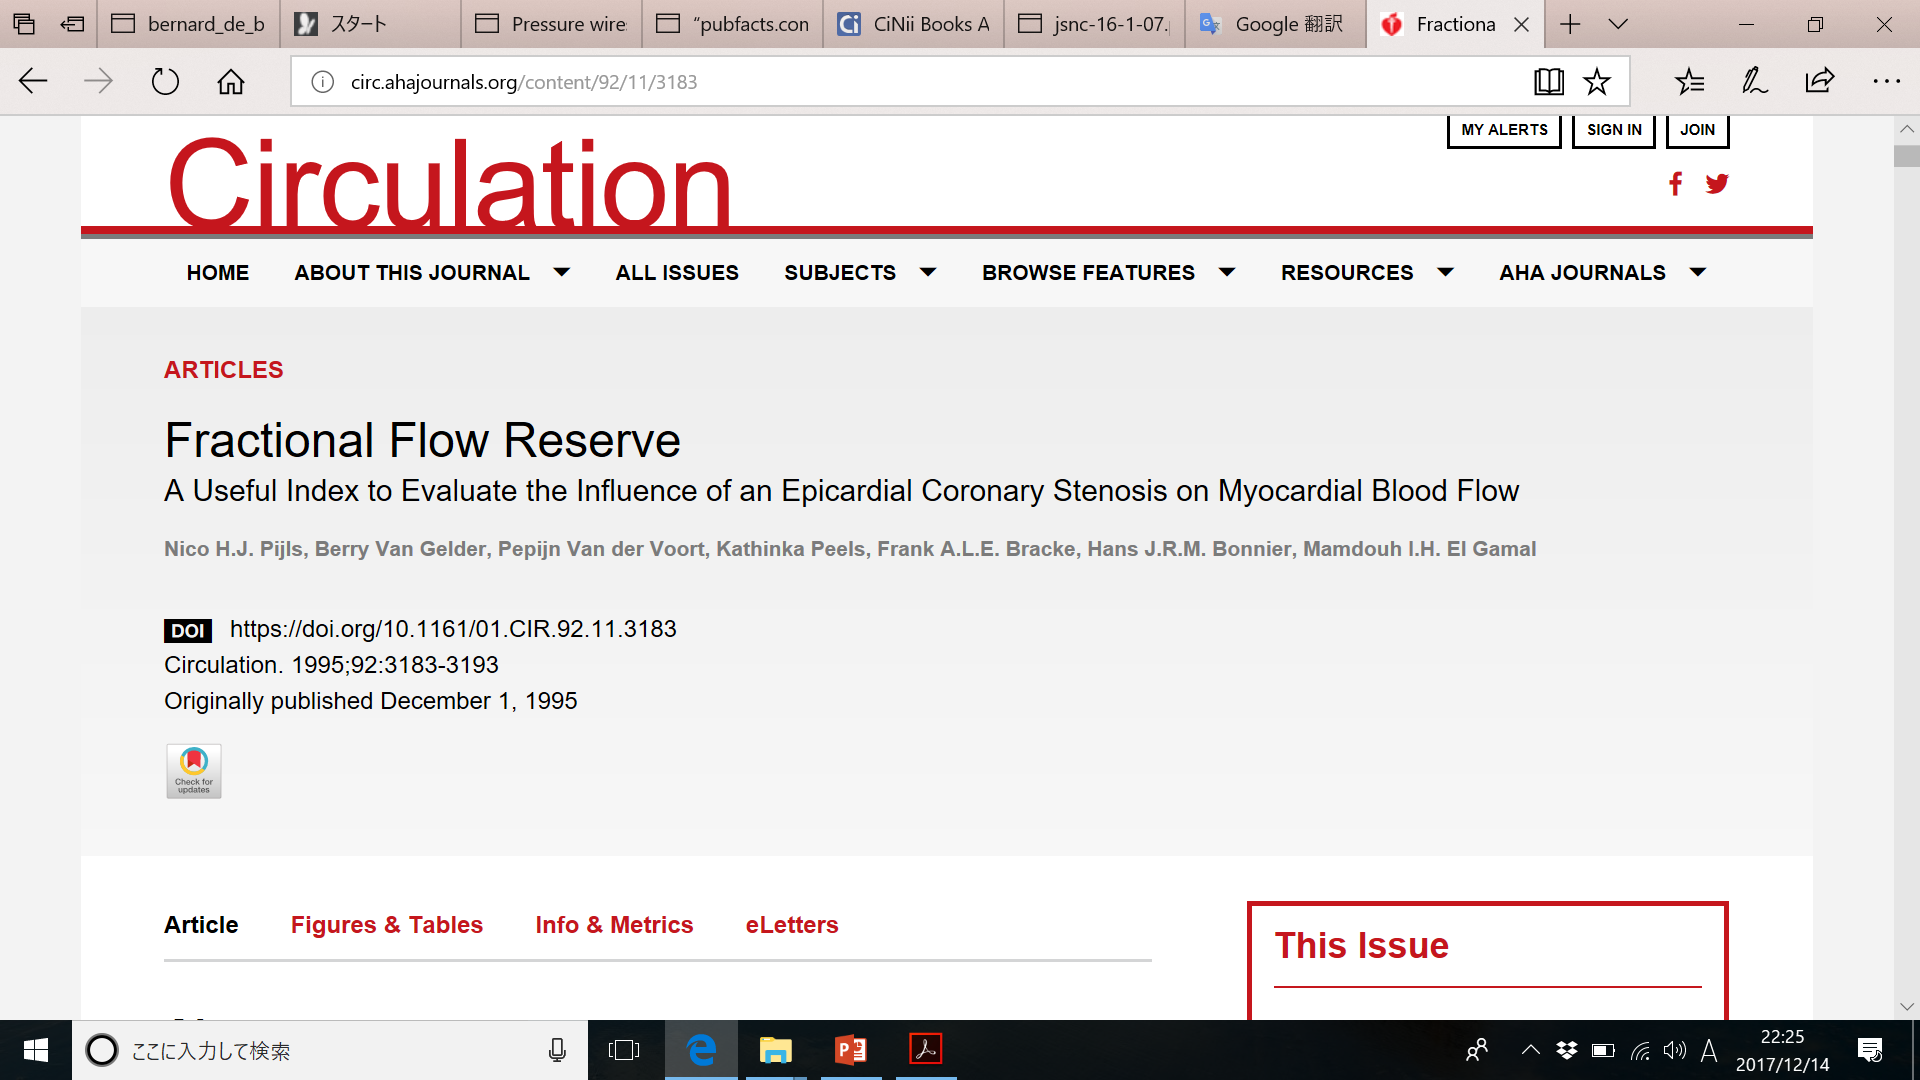 bernard_de_b
スタート
Pressure wire
“pubfacts.con
CiNii Books A
jsnc-16-1-07.
Google 翻訳
Fractiona
circ.ahajournals.org/content/92/11/3183
MY ALERTS
SIGN IN
JOIN
Circulation
HOME
ABOUT THIS JOURNAL
ALL ISSUES
SUBJECTS
BROWSE FEATURES
RESOURCES
AHA JOURNALS
ARTICLES
Fractional Flow Reserve
A Useful Index to Evaluate the Influence of an Epicardial Coronary Stenosis on Myocardial Blood Flow
Nico H.J. Pijls, Berry Van Gelder, Pepijn Van der Voort, Kathinka Peels, Frank A.L.E. Bracke, Hans J.R.M. Bonnier, Mamdouh I.H. El Gamal
DOI https://doi.org/10.1161/01.CIR.92.11.3183
Circulation. 1995;92:3183-3193
Originally published December 1, 1995
Check for
updates
Article
Figures & Tables
Info & Metrics
eLetters
This Issue
ここに入力して検索
A
22:25
2017/12/14